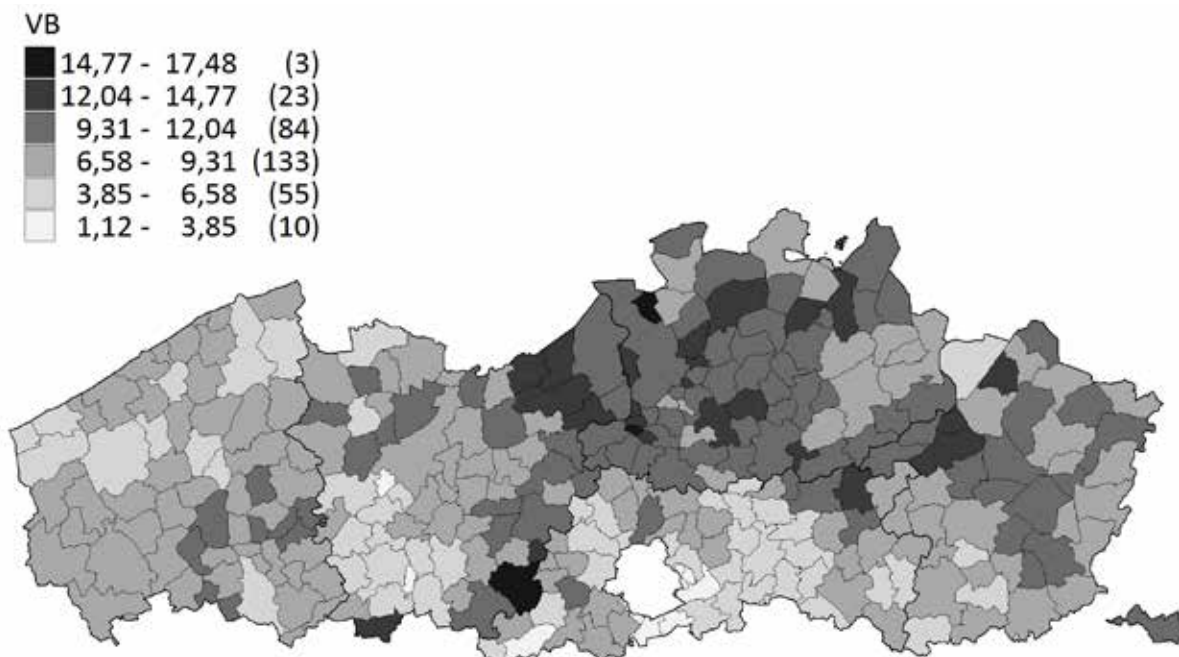 VB
14,77 - 17,48 (3)
12,04 - 14,77 (23)
9,31 - 12,04 (84)
6,58 - 9,31 (133)
3,85 - 6,58 (55)
1,12 - 3,85 (10)